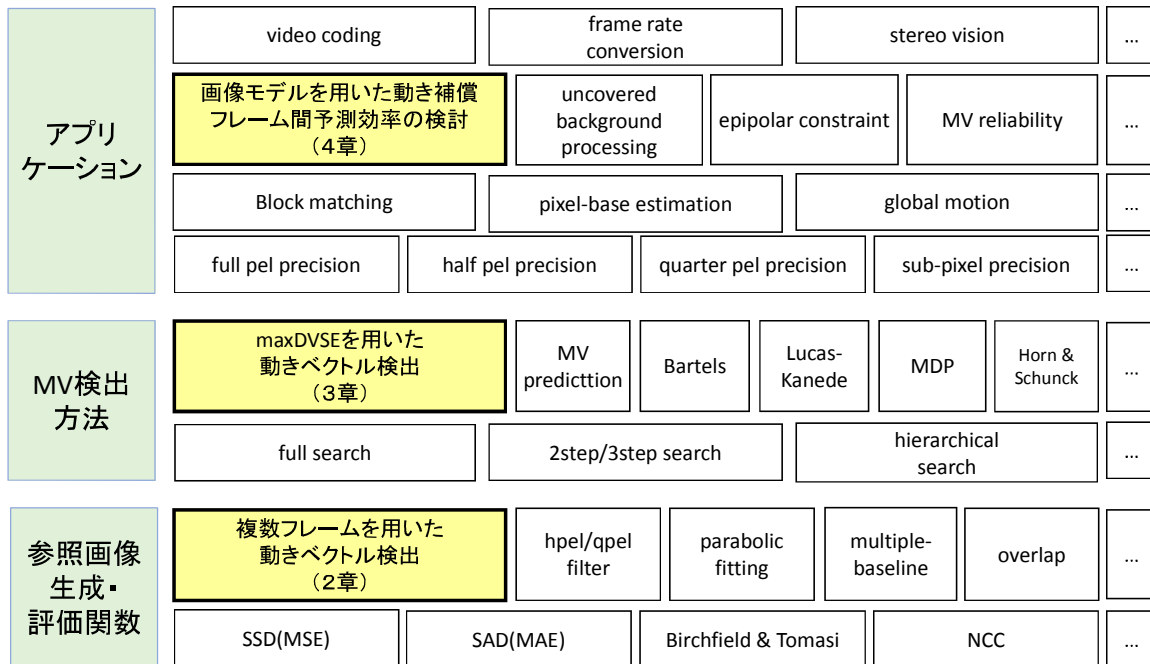 アプリ
ケーション
video coding
frame rate
conversion
stereo vision
...
画像モデルを用いた動き補償
フレーム間予測効率の検討
（４章）
uncovered
background
processing
epipolar constraint
MV reliability
...
Block matching
pixel-base estimation
global motion
...
full pel precision
half pel precision
quarter pel precision
sub-pixel precision
...
MV検出
方法
maxDVSEを用いた
動きベクトル検出
（３章）
MV
predicttion
Bartels
Lucas-
Kanede
MDP
Horn &
Schunck
...
full search
2step/3step search
hierarchical
search
...
参照画像
生成・
評価関数
複数フレームを用いた
動きベクトル検出
（２章）
hpel/qpel
filter
parabolic
fitting
multiple-
baseline
overlap
...
SSD(MSE)
SAD(MAE)
Birchfield & Tomasi
NCC
...